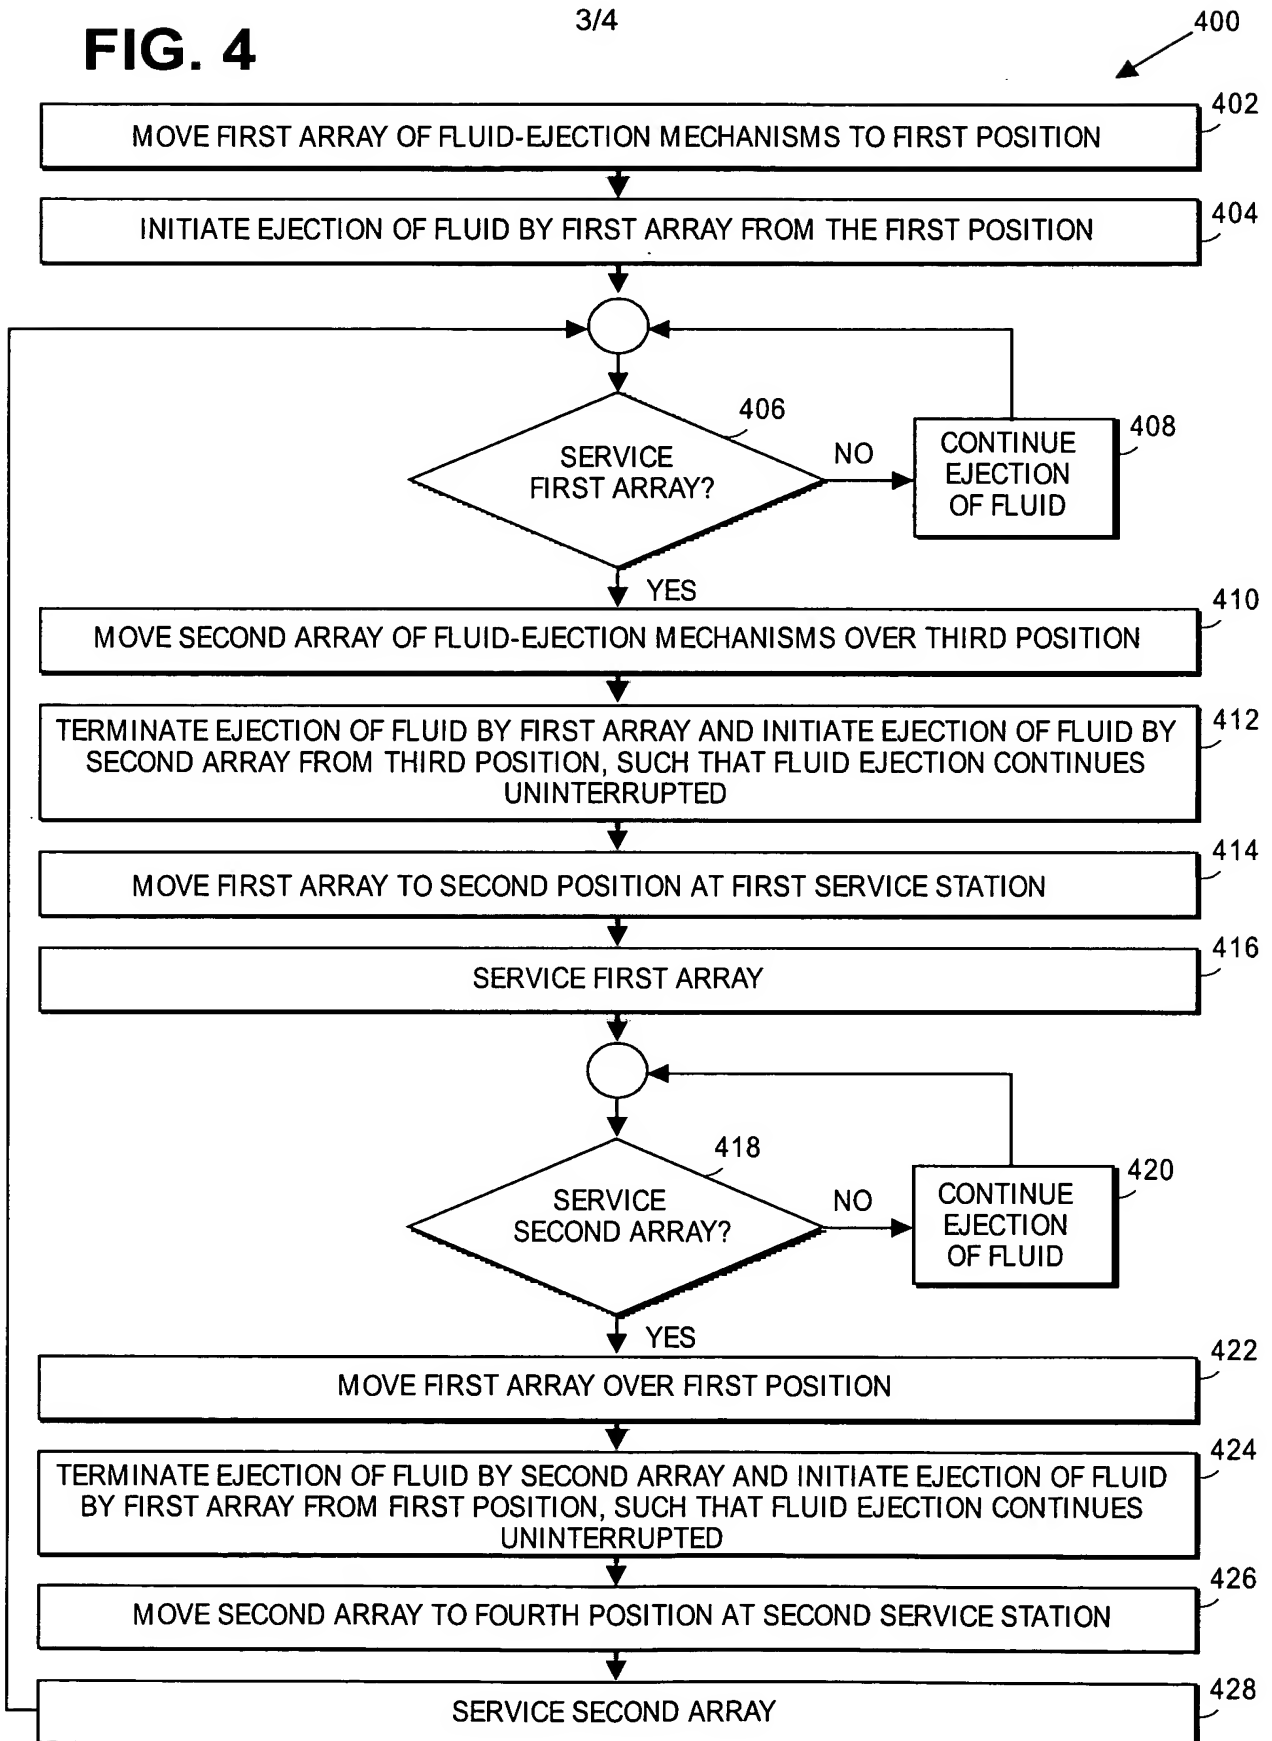 3/4
FIG. 4
400
402
MOVE FIRST ARRAY OF FLUID-EJECTION MECHANISMS TO FIRST POSITION
404
INITIATE EJECTION OF FLUID BY FIRST ARRAY FROM THE FIRST POSITION
406
SERVICE
FIRST ARRAY?
NO
408
CONTINUE
EJECTION
OF FLUID
YES
410
MOVE SECOND ARRAY OF FLUID-EJECTION MECHANISMS OVER THIRD POSITION
412
TERMINATE EJECTION OF FLUID BY FIRST ARRAY AND INITIATE EJECTION OF FLUID BY
SECOND ARRAY FROM THIRD POSITION, SUCH THAT FLUID EJECTION CONTINUES
UNINTERRUPTED
414
MOVE FIRST ARRAY TO SECOND POSITION AT FIRST SERVICE STATION
416
SERVICE FIRST ARRAY
418
SERVICE
SECOND ARRAY?
NO
420
CONTINUE
EJECTION
OF FLUID
YES
422
MOVE FIRST ARRAY OVER FIRST POSITION
424
TERMINATE EJECTION OF FLUID BY SECOND ARRAY AND INITIATE EJECTION OF FLUID
BY FIRST ARRAY FROM FIRST POSITION, SUCH THAT FLUID EJECTION CONTINUES
UNINTERRUPTED
426
MOVE SECOND ARRAY TO FOURTH POSITION AT SECOND SERVICE STATION
428
SERVICE SECOND ARRAY